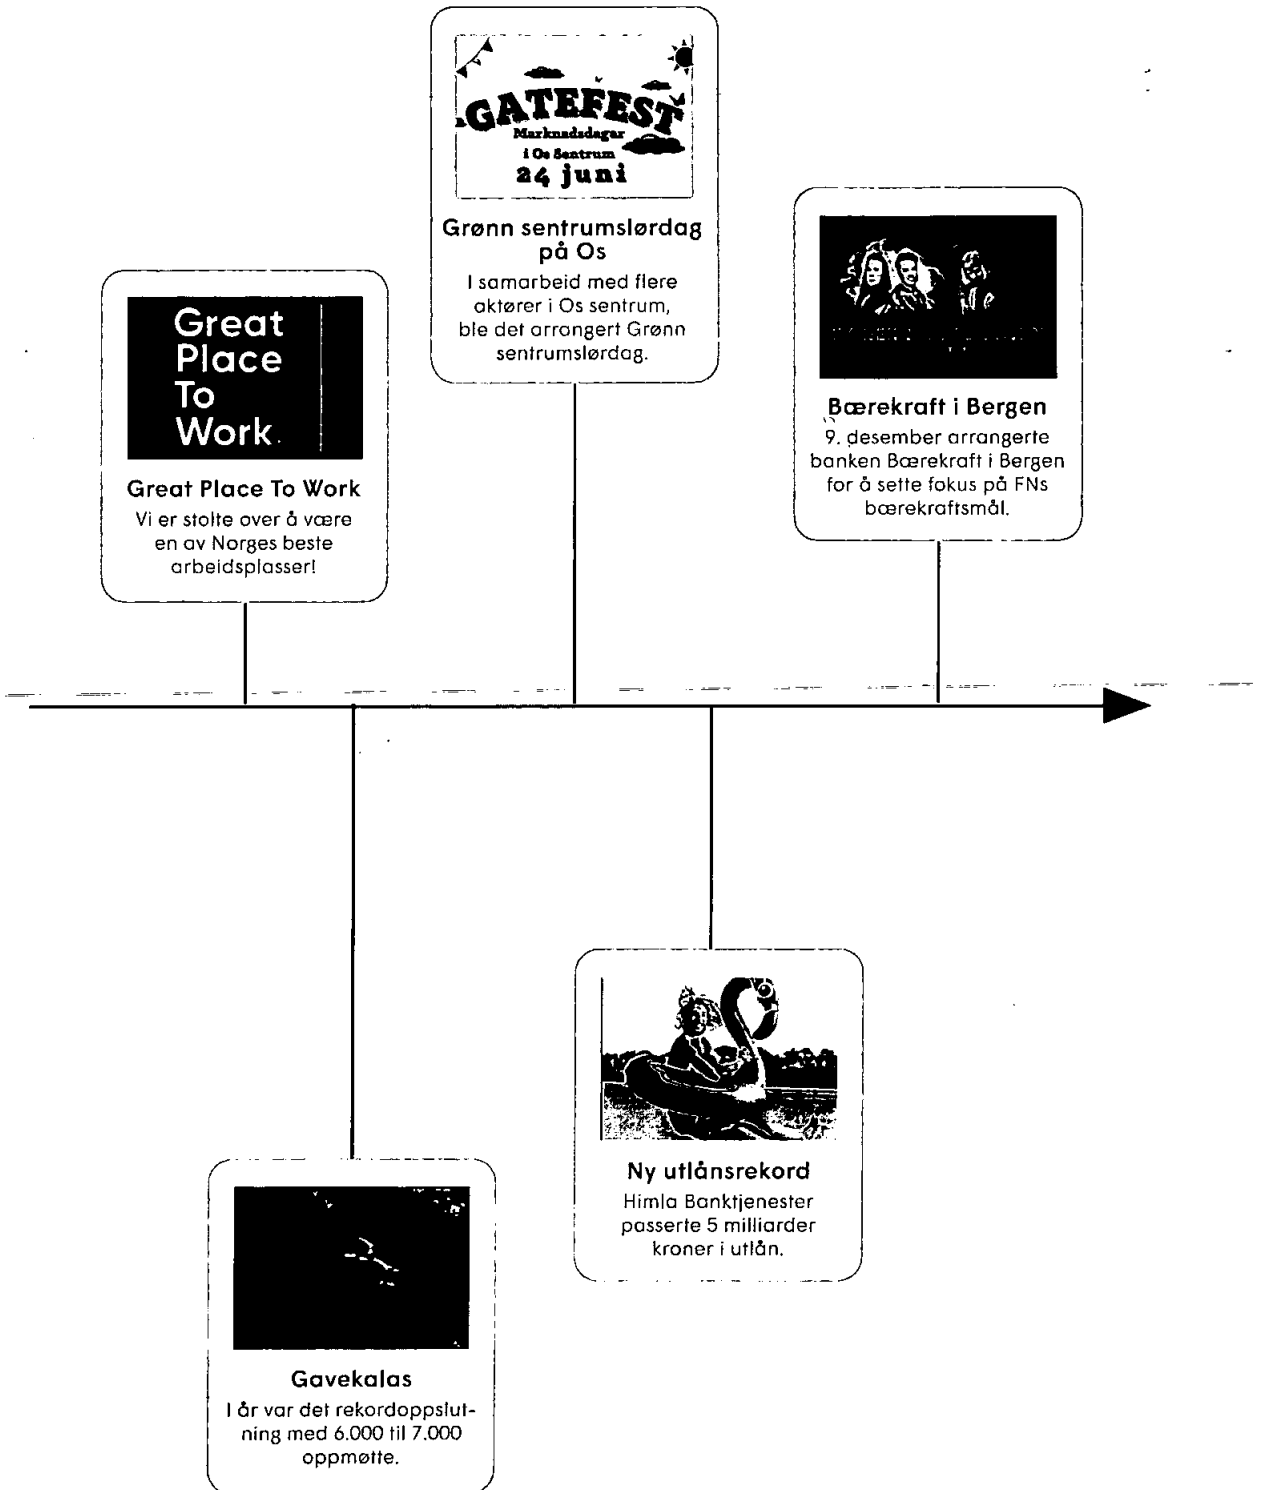 GATEFEST
Marknadsdagar
i Os Sentrum
24 juni
Grønn sentrumslørdag
på Os
I samarbeid med flere
aktører i Os sentrum,
ble det arrangert Grønn
sentrumslørdag.
Great
Place
To
Work.
Great Place To Work
Vi er stolte over å være
en av Norges beste
arbeidsplasser!
Bærekraft i Bergen
9. desember arrangerte
banken Bærekraft i Bergen
for å sette fokus på FNs
bærekraftsmål.
Ny utlånsrekord
Himla Banktjenester
passerte 5 milliarder
kroner i utlån.
Gavekalas
I år var det rekordoppslut-
ning med 6.000 til 7.000
oppmøtte.